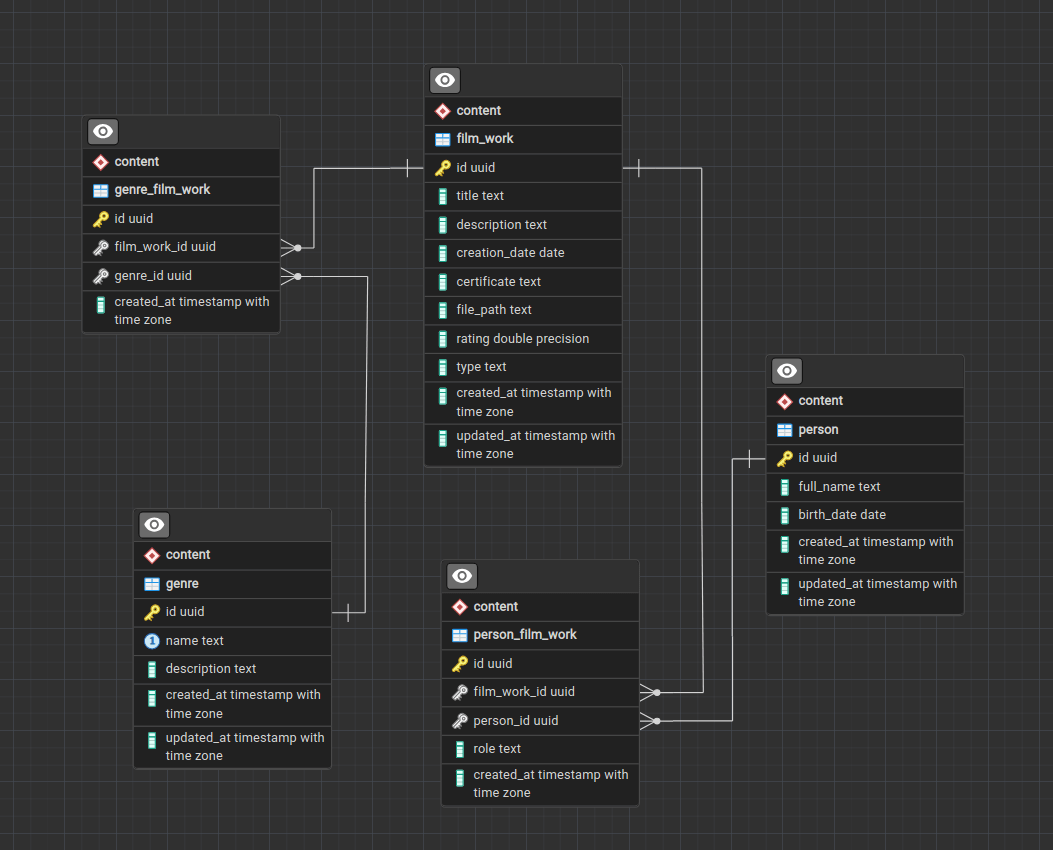 content
genre_film_work
id uuid
film_work_id uuid
genre_id uuid
created_at timestamp with
time zone
content
film_work
id uuid
title text
description text
creation_date date
certificate text
file_path text
rating double precision
type text
created_at timestamp with
time zone
updated_at timestamp with
time zone
content
person
id uuid
full_name text
birth_date date
created_at timestamp with
time zone
updated_at timestamp with
time zone
content
genre
id uuid
1 name text
description text
created_at timestamp with
time zone
updated_at timestamp with
time zone
content
person_film_work
id uuid
film_work_id uuid
person_id uuid
role text
created_at timestamp with
time zone